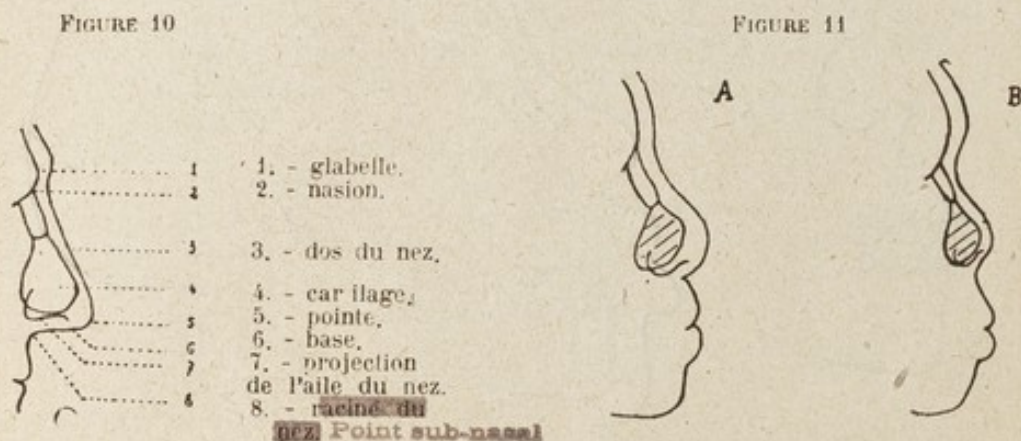 FIGURE 10
FIGURE 11
A
B
1
2
3
4
5
6
7
8
1. - glabelle.
2. - nasion.
3. - dos du nez.
4. - car ilage.
5. - pointe.
6. - base.
7. - projection
de l'aile du nez.
8. - racine du
nez. Point sub-nasal